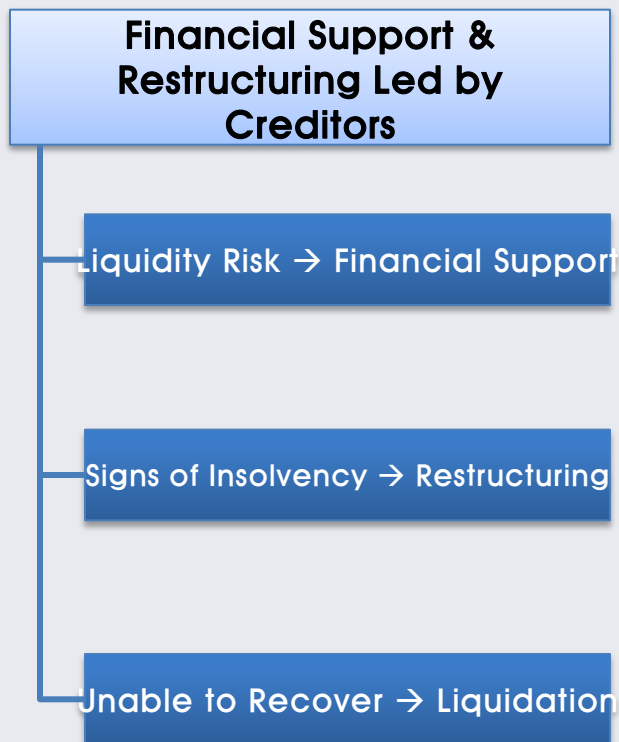 Financial Support &
Restructuring Led by
Creditors
Liquidity Risk → Financial Support
Signs of Insolvency → Restructuring
Unable to Recover → Liquidation